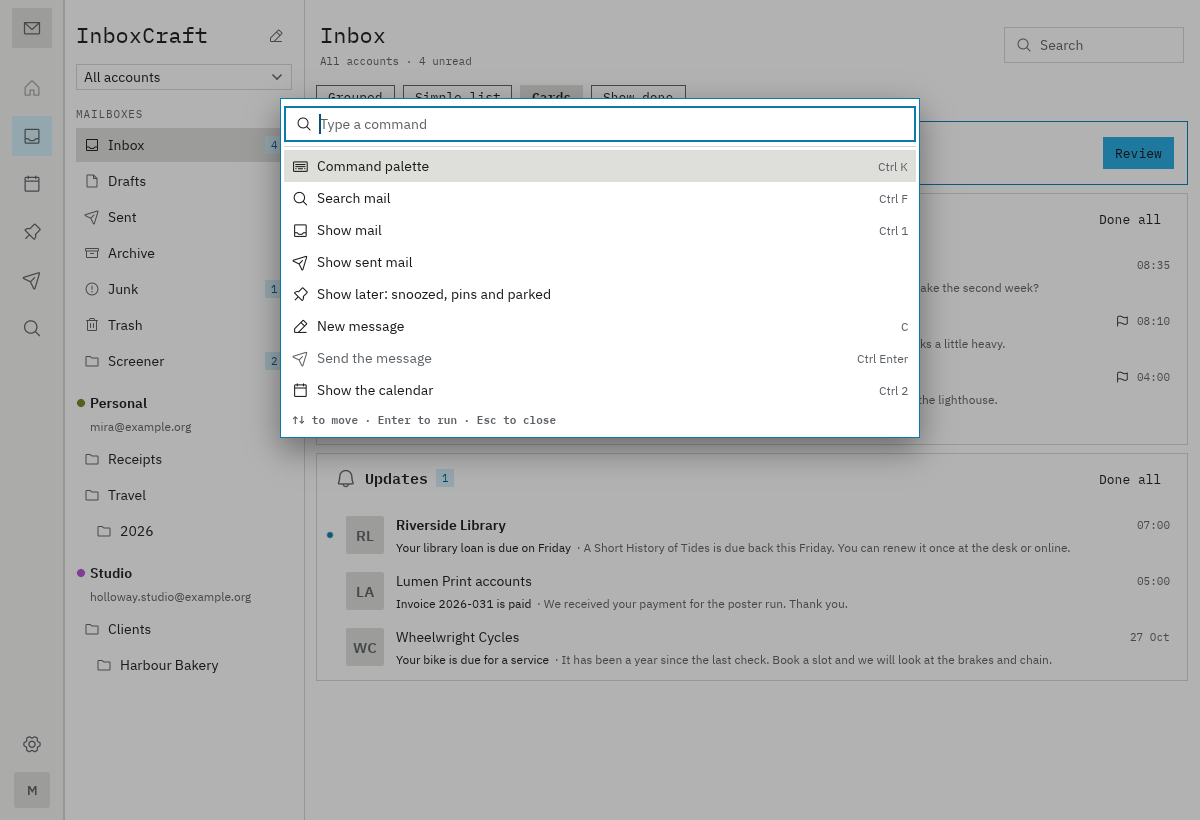 InboxCraft
All accounts
MAILBOXES
Inbox 4
Drafts
Sent
Archive
Junk 1
Trash
Screener 2
Personal
mira@example.org
Receipts
Travel
2026
Studio
holloway.studio@example.org
Clients
Harbour Bakery
M
Inbox
All accounts · 4 unread
Search
Grouped Simple list Cards Show done
Review
Type a command
Command palette Ctrl K
Search mail Ctrl F
Show mail Ctrl 1
Show sent mail
Show later: snoozed, pins and parked
New message C
Send the message Ctrl Enter
Show the calendar Ctrl 2
↑↓ to move · Enter to run · Esc to close
Done all
08:35
ake the second week?
08:10
ks a little heavy.
04:00
the lighthouse.
Updates 1 Done all
RL Riverside Library 07:00
Your library loan is due on Friday · A Short History of Tides is due back this Friday. You can renew it once at the desk or online.
LA Lumen Print accounts 05:00
Invoice 2026-031 is paid · We received your payment for the poster run. Thank you.
WC Wheelwright Cycles 27 Oct
Your bike is due for a service · It has been a year since the last check. Book a slot and we will look at the brakes and chain.